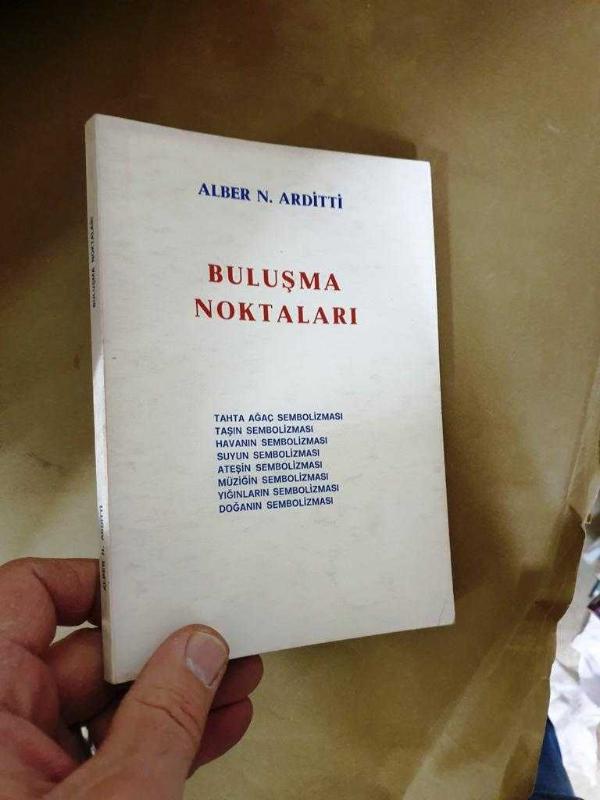 ALBER N. ARDİTTİ
BULUŞMA
NOKTALARI
TAHTA AĞAÇ SEMBOLİZMASI
TAŞIN SEMBOLİZMASI
HAVANIN SEMBOLİZMASI
SUYUN SEMBOLİZMASI
ATEŞİN SEMBOLİZMASI
MÜZİĞİN SEMBOLİZMASI
YIĞINLARIN SEMBOLİZMASI
DOĞANIN SEMBOLİZMASI
BULUŞMA NOKTALARI
ALBER N. ARDİTTİ